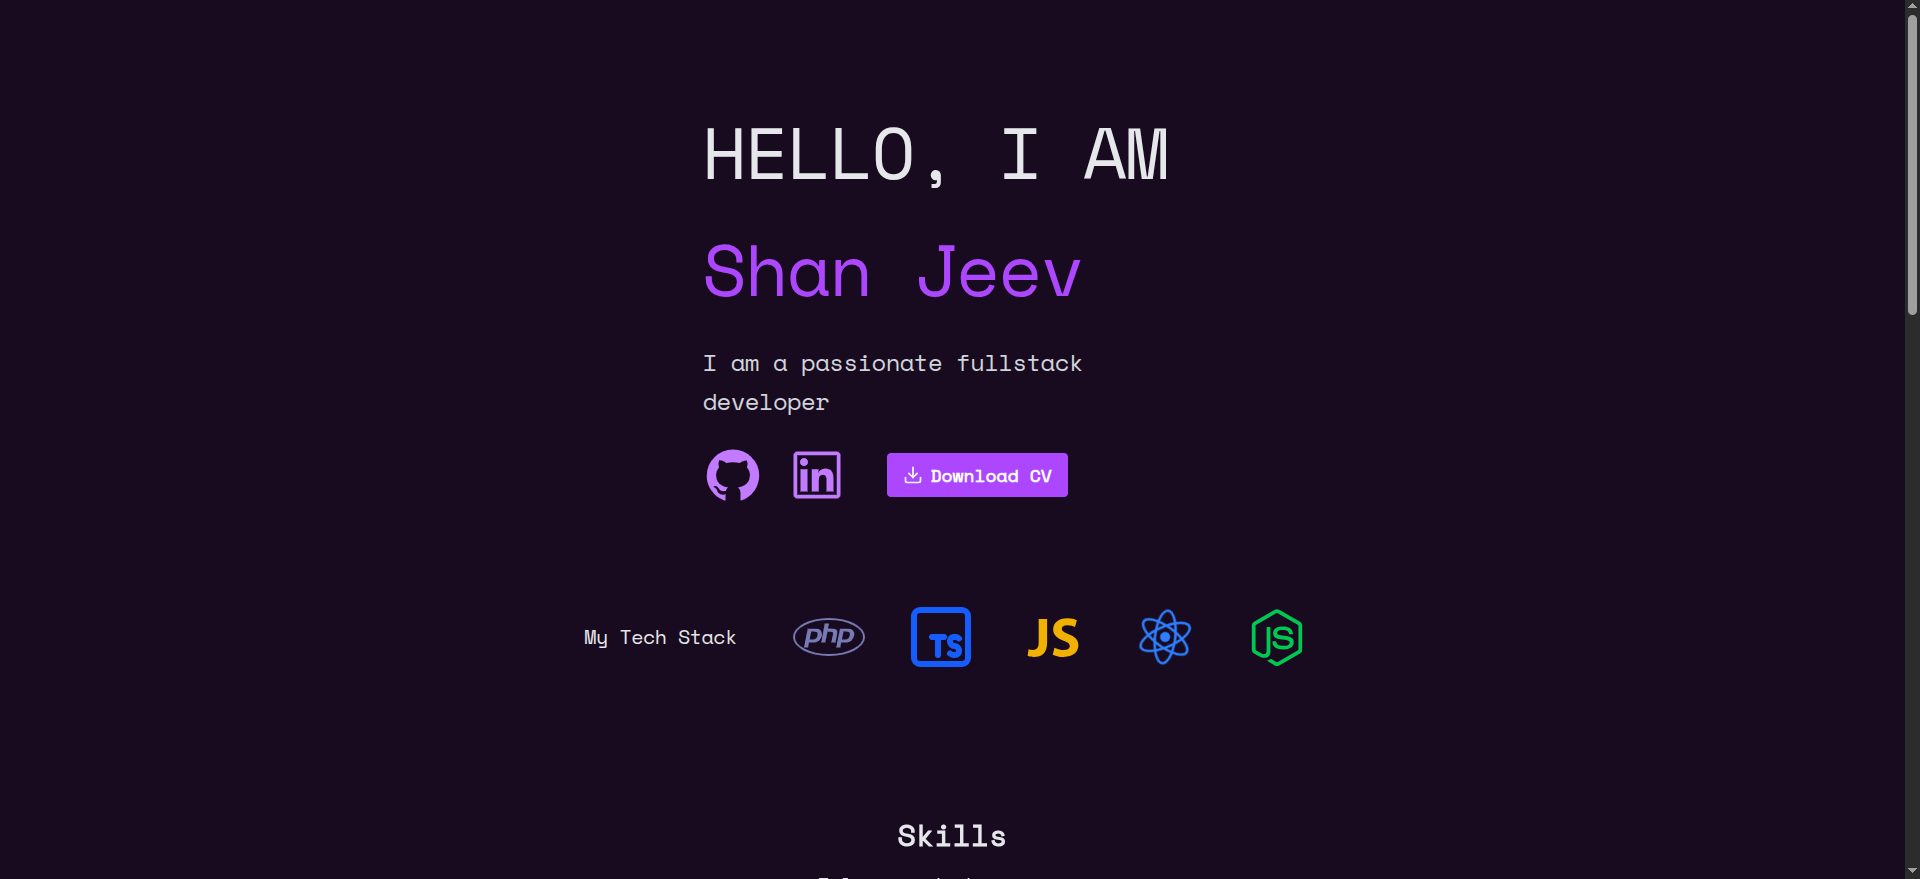 HELLO, I AM
Shan Jeev
I am a passionate fullstack
developer
in
Download CV
My Tech Stack
php
TS
JS
JS
Skills